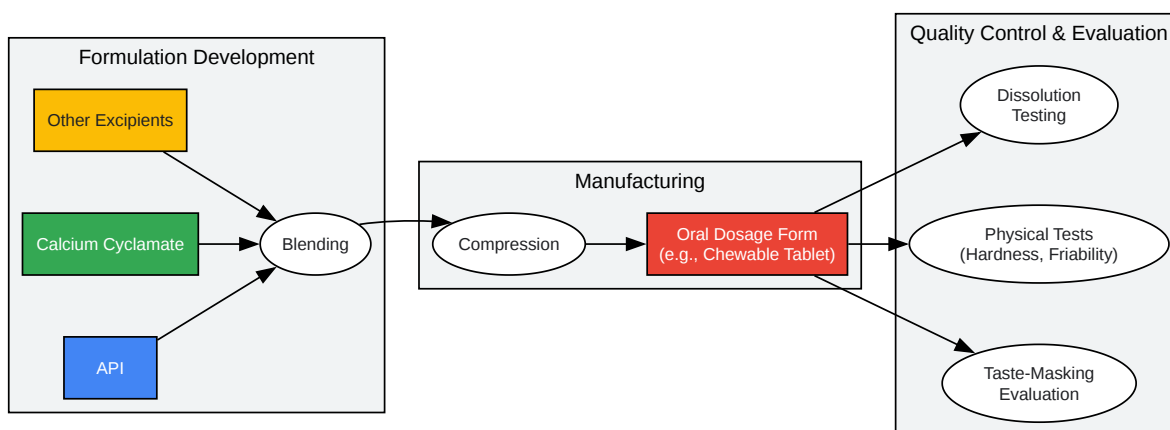 Formulation Development
Other Excipients
Calcium Cyclamate
API
Blending
Manufacturing
Compression
Oral Dosage Form
(e.g., Chewable Tablet)
Quality Control & Evaluation
Dissolution
Testing
Physical Tests
(Hardness, Friability)
Taste-Masking
Evaluation